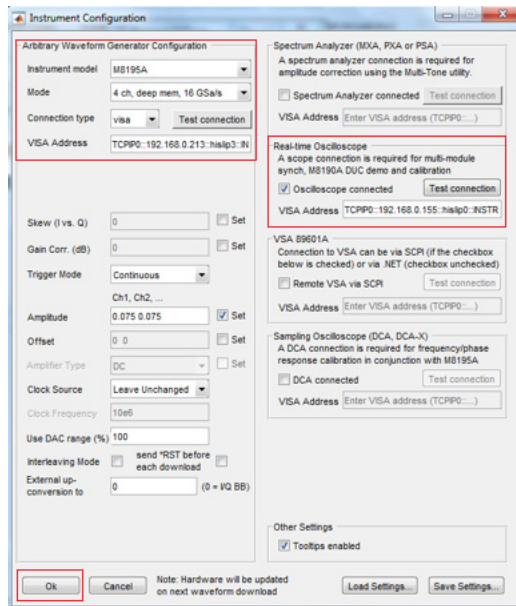 Instrument Configuration
Arbitrary Waveform Generator Configuration
Instrument model M8195A
Mode 4 ch, deep mem, 16 GSa/s
Connection type visa Test connection
VISA Address TCPIP0::192.168.0.213::hislip3::IN
Skew (I vs. Q) 0 Set
Gain Corr. (dB) 0 Set
Trigger Mode Continuous
Ch1, Ch2, ...
Amplitude 0.075 0.075 Set
Offset 0 0 Set
Amplifier Type DC Set
Clock Source Leave Unchanged
Clock Frequency 10e6
Use DAC range (%) 100
Interleaving Mode send *RST before
each download
External up-
conversion to 0 (0 = I/Q BB)
Spectrum Analyzer (MXA, PXA or PSA)
A spectrum analyzer connection is required for
amplitude correction using the Multi-Tone utility.
Spectrum Analyzer connected Test connection
VISA Address Enter VISA address (TCPIP0::...)
Real-time Oscilloscope
A scope connection is required for multi-module
synch, M8190A DUC demo and calibration
Oscilloscope connected Test connection
VISA Address TCPIP0::192.168.0.155::hislip0::INSTR
VSA 89601A
Connection to VSA can be via SCPI (if the checkbox
below is checked) or via .NET (checkbox unchecked)
Remote VSA via SCPI Test connection
VISA Address Enter VISA address (TCPIP0::...)
Sampling Oscilloscope (DCA, DCA-X)
A DCA connection is required for frequency/phase
response calibration in conjunction with M8195A
DCA connected Test connection
VISA Address Enter VISA address (TCPIP0::...)
Other Settings
Tooltips enabled
Ok Cancel Note: Hardware will be updated
on next waveform download
Load Settings... Save Settings...